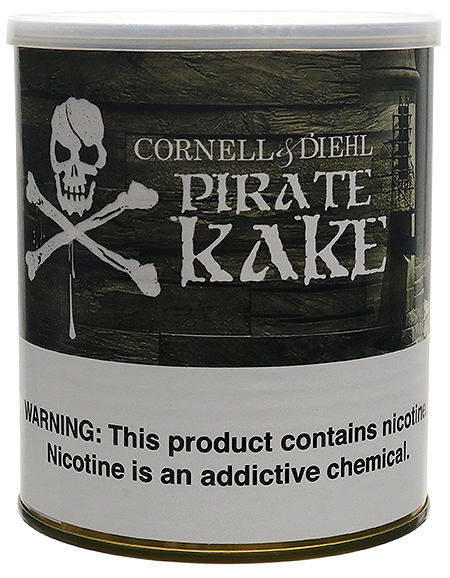 CORNELL & DIEHL
PIRATE
KAKE
WARNING: This product contains nicotine.
Nicotine is an addictive chemical.